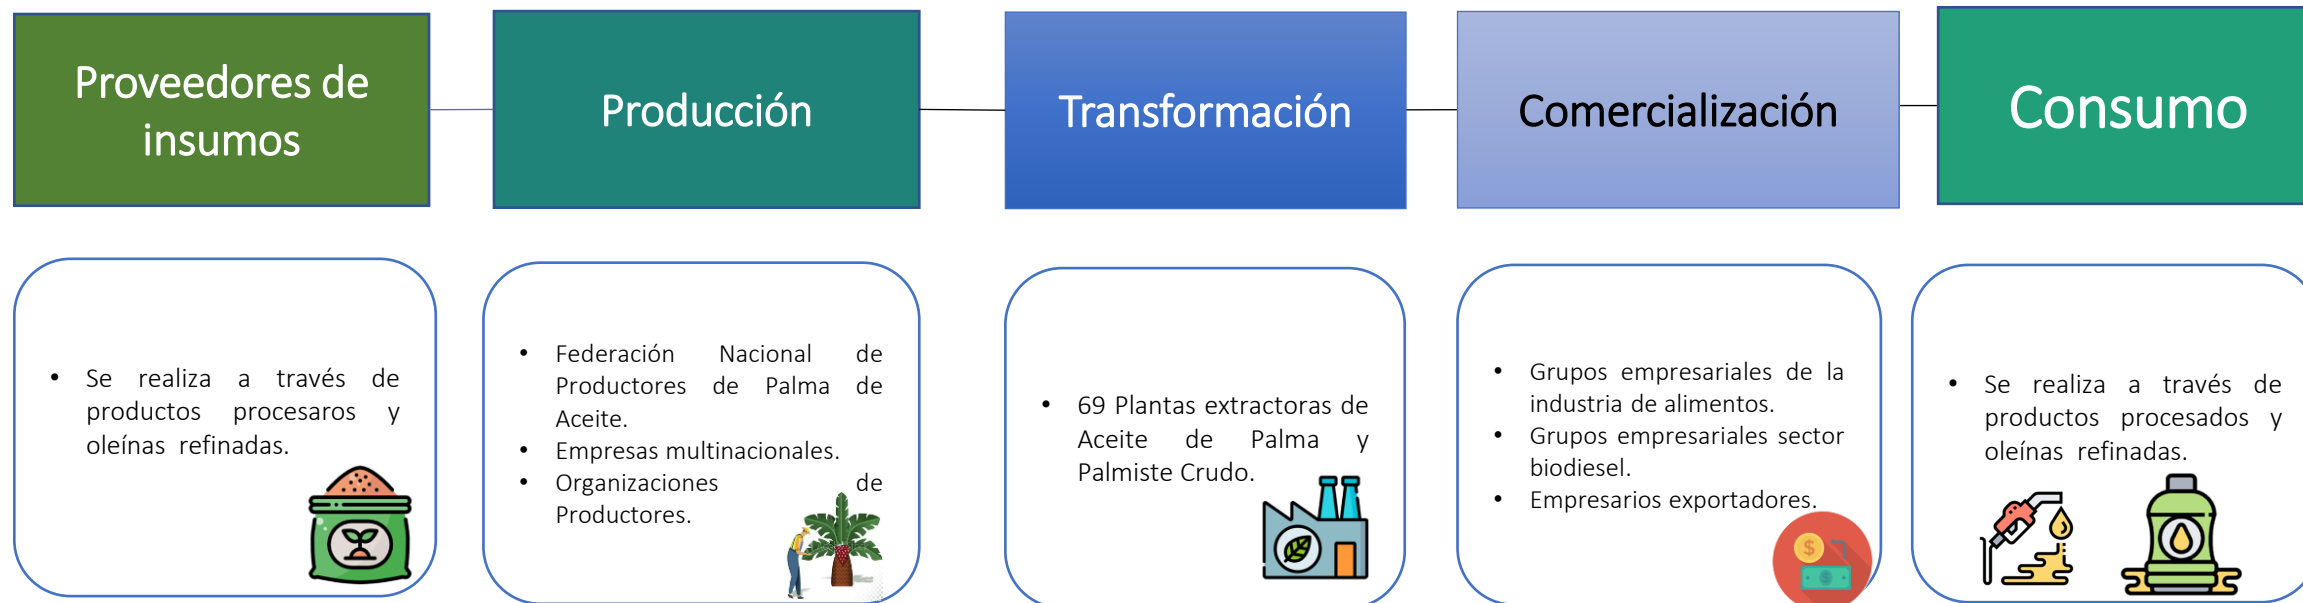 Proveedores de
insumos
Producción
Transformación
Comercialización
Consumo
• Se realiza a través de
productos procesaros y
oleínas refinadas.
• Federación Nacional de
Productores de Palma de
Aceite.
• Empresas multinacionales.
• Organizaciones de
Productores.
• 69 Plantas extractoras de
Aceite de Palma y
Palmiste Crudo.
• Grupos empresariales de la
industria de alimentos.
• Grupos empresariales sector
biodiesel.
• Empresarios exportadores.
• Se realiza a través de
productos procesados y
oleínas refinadas.
$
$